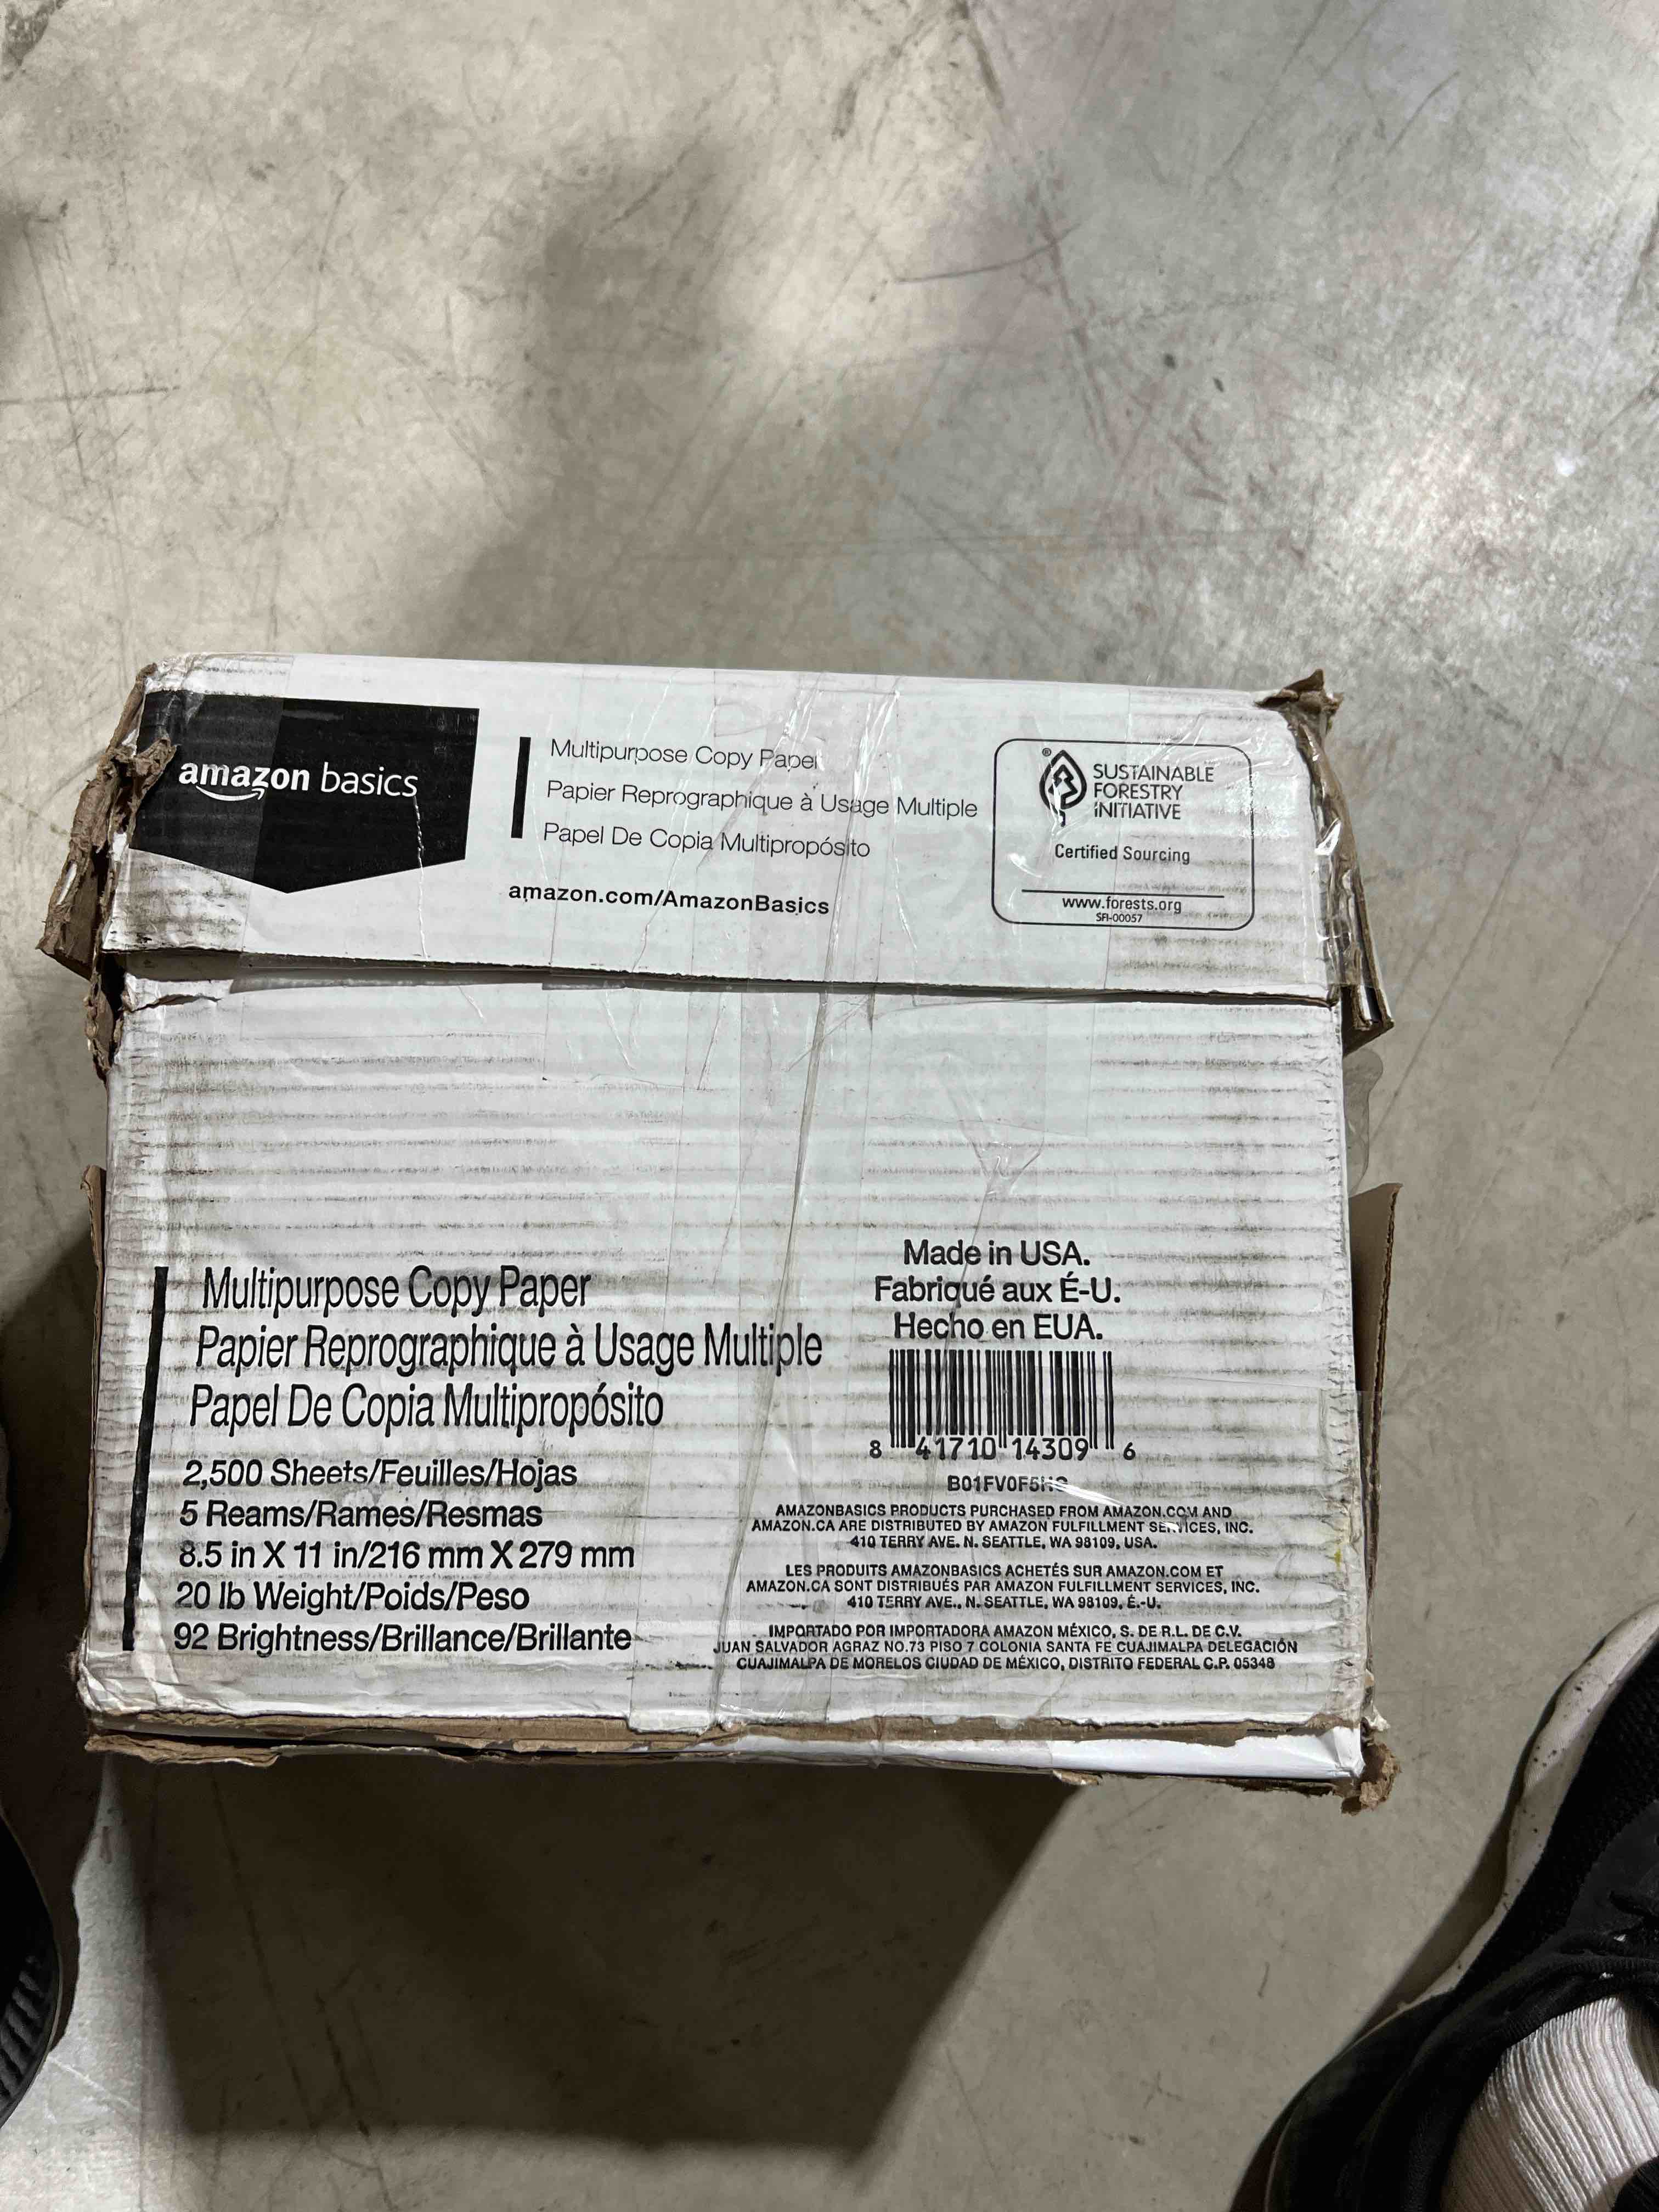 amazon basics
Multipurpose Copy Paper
Papier Reprographique à Usage Multiple
Papel De Copia Multipropósito
amazon.com/AmazonBasics
®
SUSTAINABLE
FORESTRY
INITIATIVE
Certified Sourcing
www.forests.org
SFI-00057
Multipurpose Copy Paper
Papier Reprographique à Usage Multiple
Papel De Copia Multipropósito
2,500 Sheets/Feuilles/Hojas
5 Reams/Rames/Resmas
8.5 in X 11 in/216 mm X 279 mm
20 lb Weight/Poids/Peso
92 Brightness/Brillance/Brillante
Made in USA.
Fabriqué aux É-U.
Hecho en EUA.
8 41710 14309 6
AMAZONBASICS PRODUCTS PURCHASED FROM AMAZON.COM AND
AMAZON.CA ARE DISTRIBUTED BY AMAZON FULFILLMENT SERVICES, INC.
410 TERRY AVE. N. SEATTLE, WA 98109, USA.
LES PRODUITS AMAZONBASICS ACHETÉS SUR AMAZON.COM ET
AMAZON.CA SONT DISTRIBUÉS PAR AMAZON FULFILLMENT SERVICES, INC.
410 TERRY AVE., N. SEATTLE, WA 98109, É.-U.
IMPORTADO POR IMPORTADORA AMAZON MÉXICO, S. DE R.L. DE C.V.
JUAN SALVADOR AGRAZ NO.73 PISO 7 COLONIA SANTA FE CUAJIMALPA DELEGACIÓN
CUAJIMALPA DE MORELOS CIUDAD DE MÉXICO, DISTRITO FEDERAL C.P. 05348